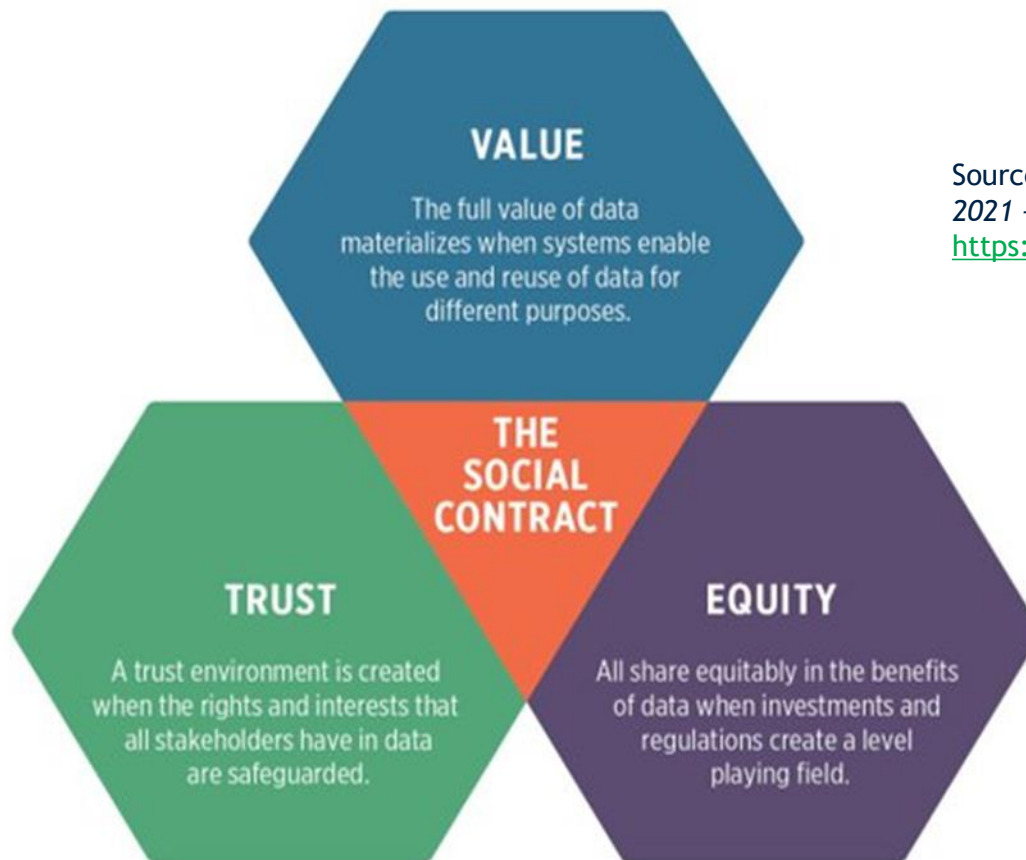 VALUE
The full value of data
materializes when systems enable
the use and reuse of data for
different purposes.
Source
2021 -
https:
THE
SOCIAL
CONTRACT
TRUST
A trust environment is created
when the rights and interests that
all stakeholders have in data
are safeguarded.
EQUITY
All share equitably in the benefits
of data when investments and
regulations create a level
playing field.